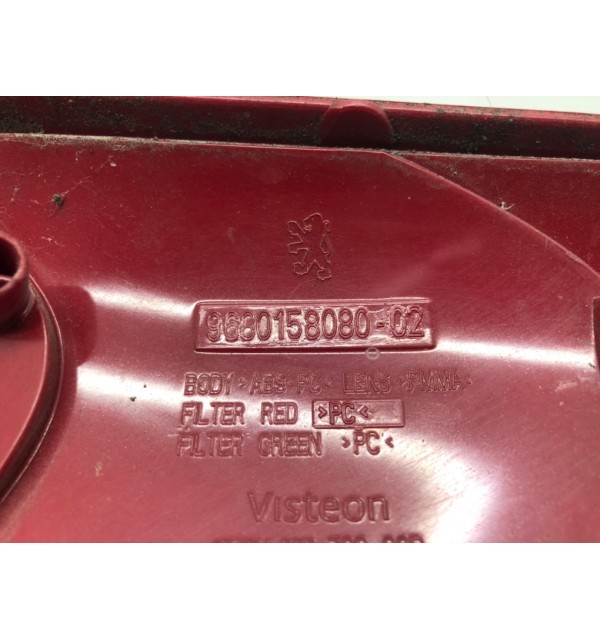 9680158080-02
BODY >ABS-PC< LENS >PMMA<
FILTER RED >PC<
FILTER GREEN >PC<
Visteon